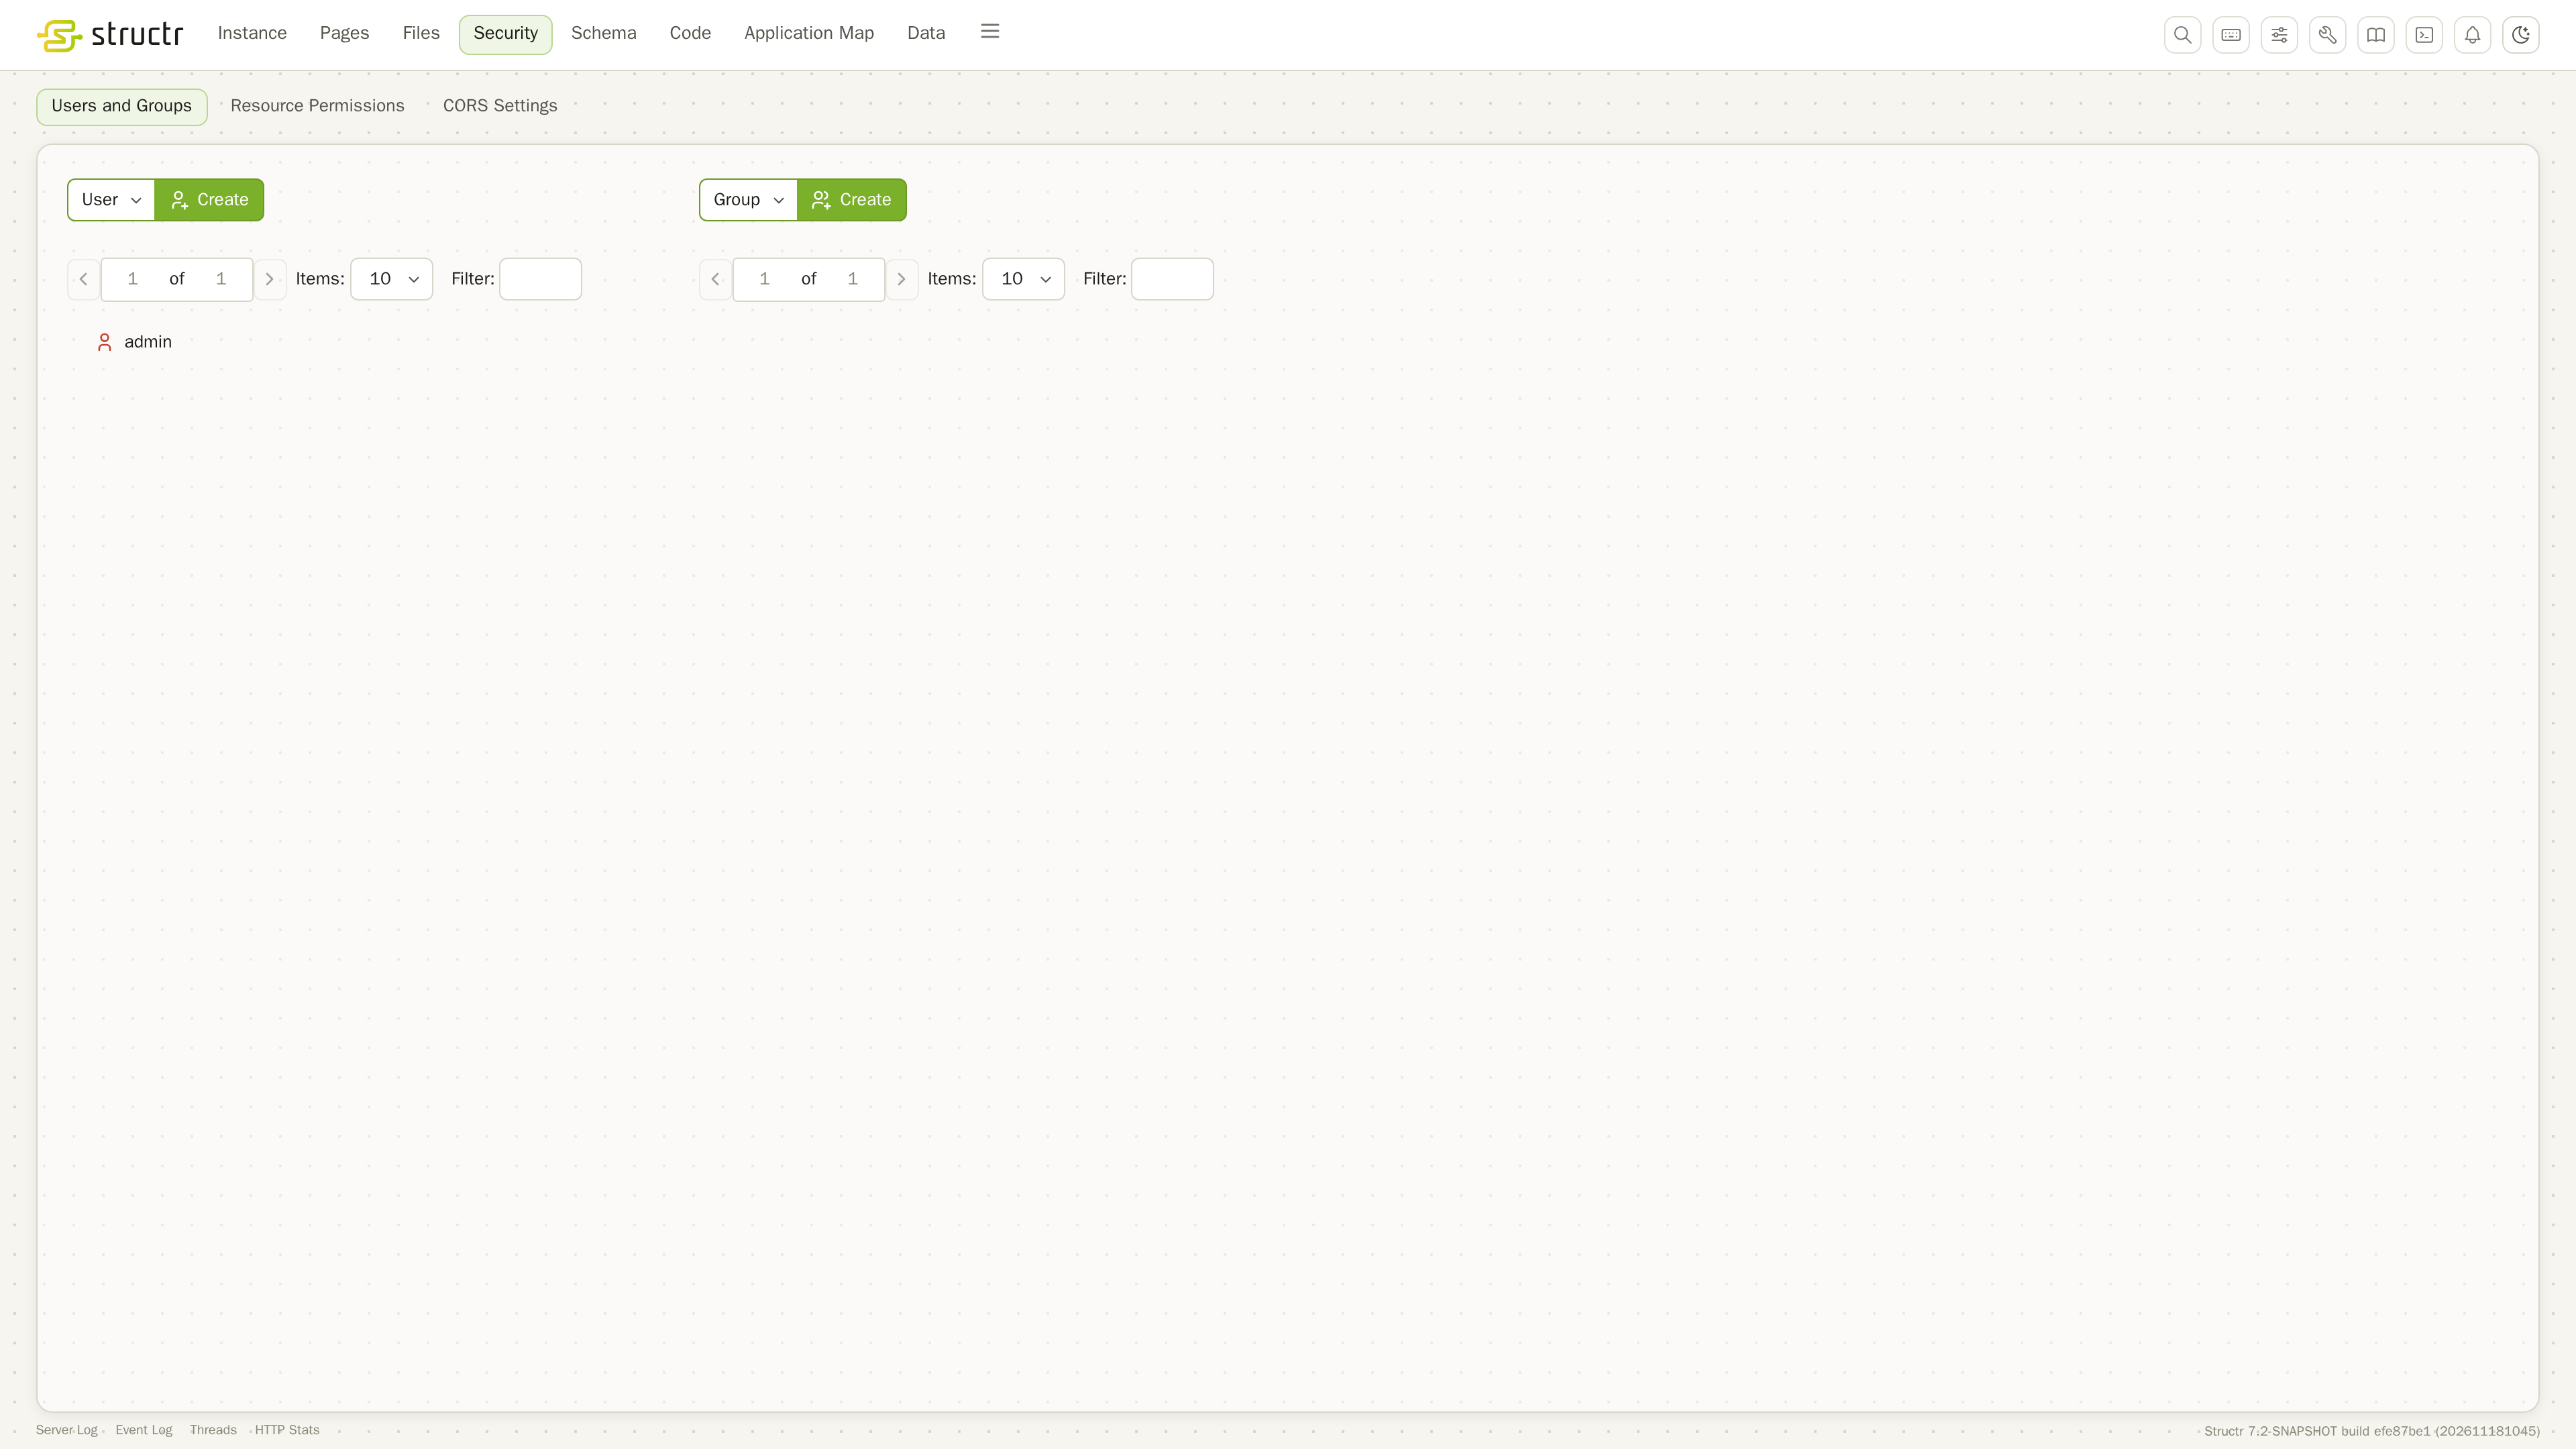 structr Instance Pages Files Security Schema Code Application Map Data
Users and Groups Resource Permissions CORS Settings
User Create Group Create
1 of 1 Items: 10 Filter: 1 of 1 Items: 10 Filter:
admin
Server Log Event Log Threads HTTP Stats Structr 7.2-SNAPSHOT build efe87be1 (202611181045)